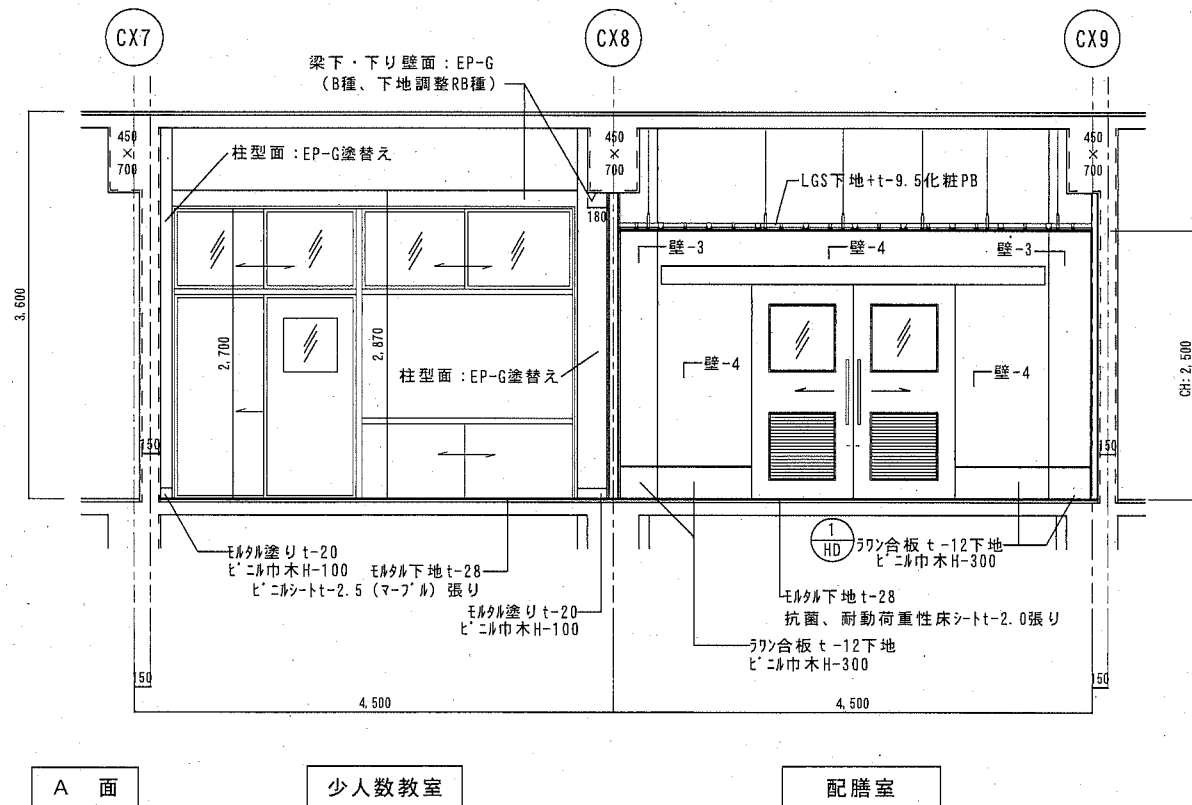 CX7
CX8
CX9
梁下・下り壁面：EP-G
（B種、下地調整RB種）
450
×
700
450
×
700
450
×
700
柱型面：EP-G塗替え
LGS下地+t-9.5化粧PB
180
壁-3
壁-4
壁-3
3,600
2,700
2,870
CH:2,500
柱型面：EP-G塗替え
壁-4
壁-4
150
150
モルタル塗りt-20
ビニル巾木H-100
モルタル下地t-28
ビニルシートt-2.5（マーブル）張り
モルタル塗りt-20
ビニル巾木H-100
1
HD
ラワン合板t-12下地
ビニル巾木H-300
モルタル下地t-28
抗菌、耐動荷重性床シートt-2.0張り
ラワン合板t-12下地
ビニル巾木H-300
150
150
4,500
4,500
A 面
少人数教室
配膳室